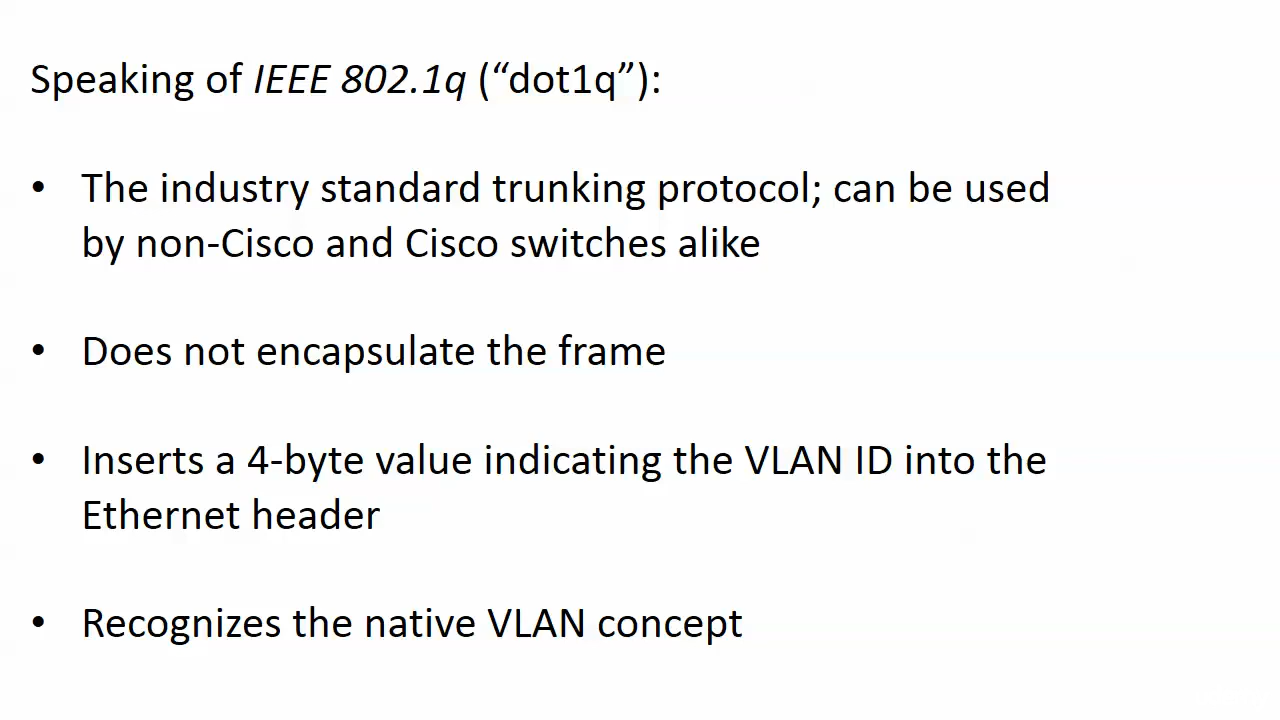 Speaking of IEEE 802.1q (“dot1q”):
• The industry standard trunking protocol; can be used
by non-Cisco and Cisco switches alike
• Does not encapsulate the frame
• Inserts a 4-byte value indicating the VLAN ID into the
Ethernet header
• Recognizes the native VLAN concept